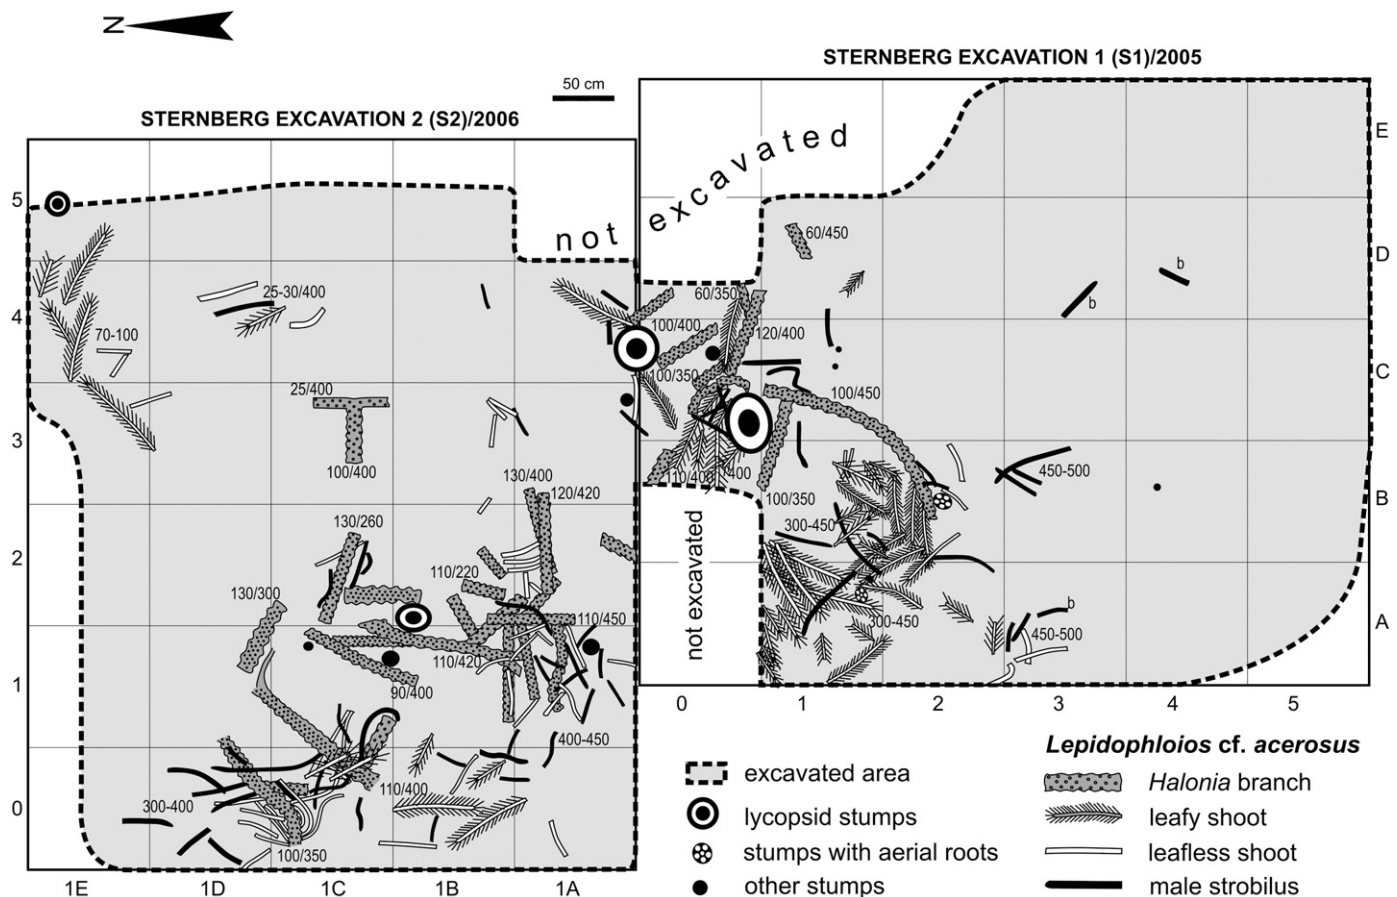 N
STERNBERG EXCAVATION 1 (S1)/2005
50 cm
STERNBERG EXCAVATION 2 (S2)/2006
not excavated
E
5
D
60/450
b
b
4
25-30/400
60/350
100/400
120/400
70-100
100/350
C
25/400
100/450
3
100/400
110/400
400
450-500
130/400
120/420
100/350
B
130/260
300-450
not excavated
2
110/220
130/300
110/450
300-450
b
450-500
A
110/420
1
90/400
0
1
2
3
4
5
400-450
110/400
300-400
0
100/350
1E
1D
1C
1B
1A
Lepidophloios cf. acerosus
excavated area
Halonia branch
lycopsid stumps
leafy shoot
stumps with aerial roots
leafless shoot
other stumps
male strobilus